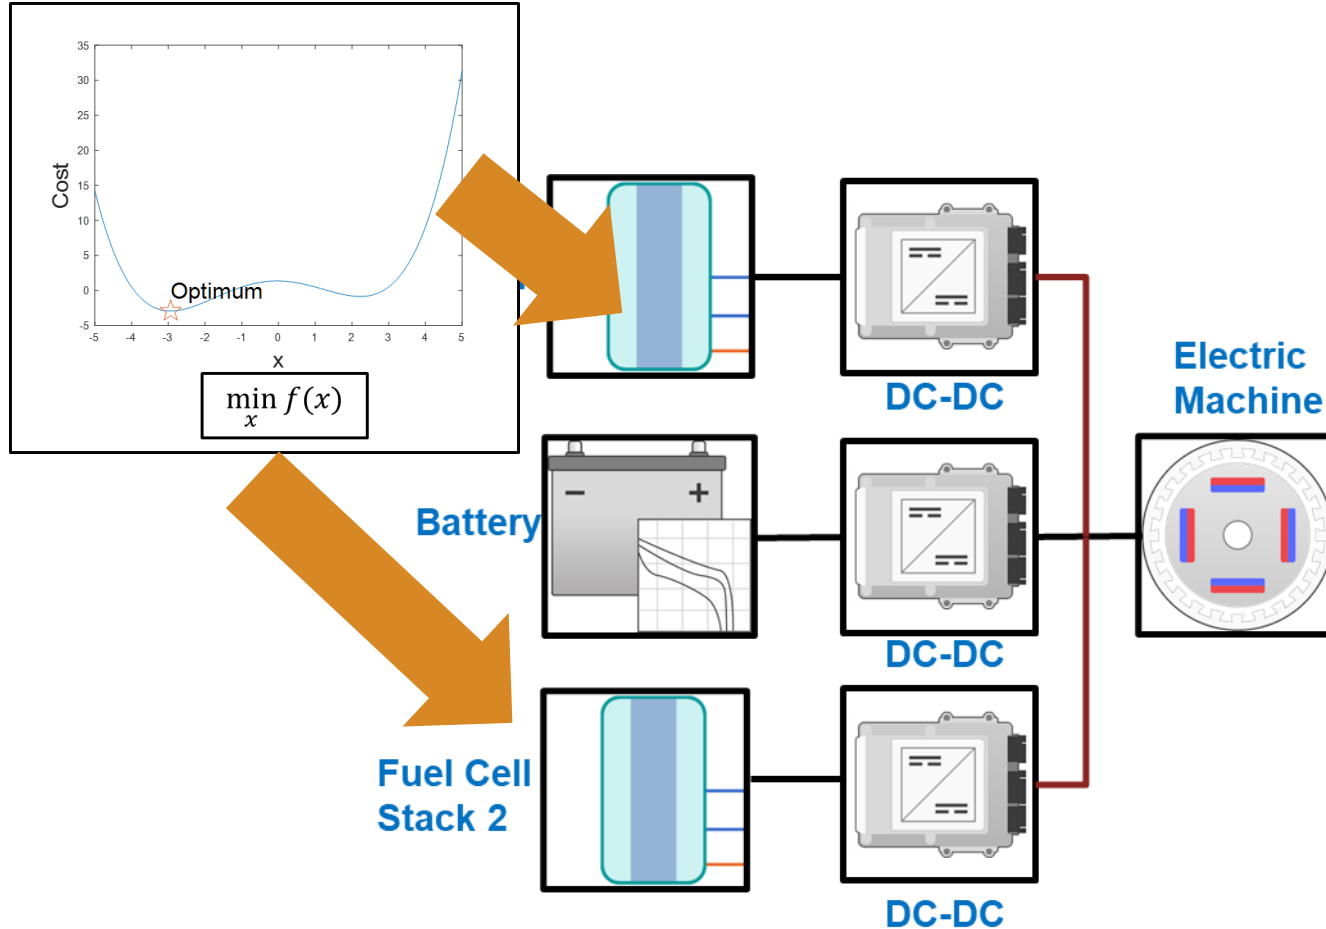 35
30
25
20
15
10
5
0
-5
Cost
Optimum
-5 -4 -3 -2 -1 0 1 2 3 4 5
x
min f(x)
x
DC-DC
Electric
Machine
Battery
− +
DC-DC
Fuel Cell
Stack 2
DC-DC